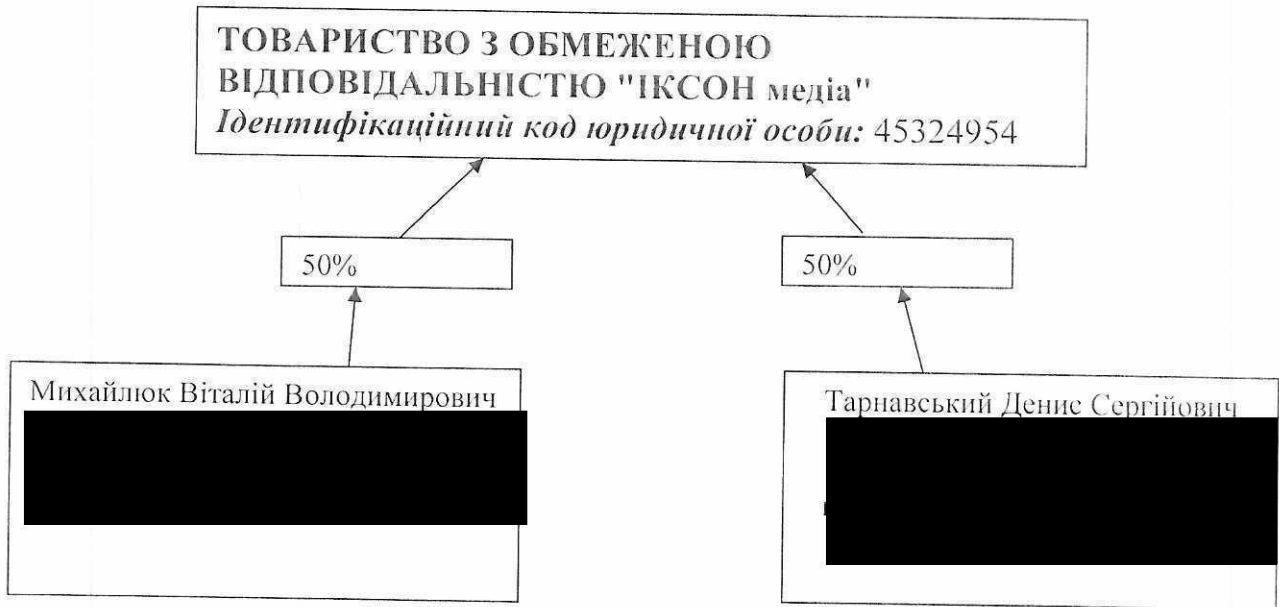 ТОВАРИСТВО З ОБМЕЖЕНОЮ
ВІДПОВІДАЛЬНІСТЮ "ІКСОН медіа"
Ідентифікаційний код юридичної особи: 45324954
50%
50%
Михайлюк Віталій Володимирович
Тарнавський Денис Сергійович